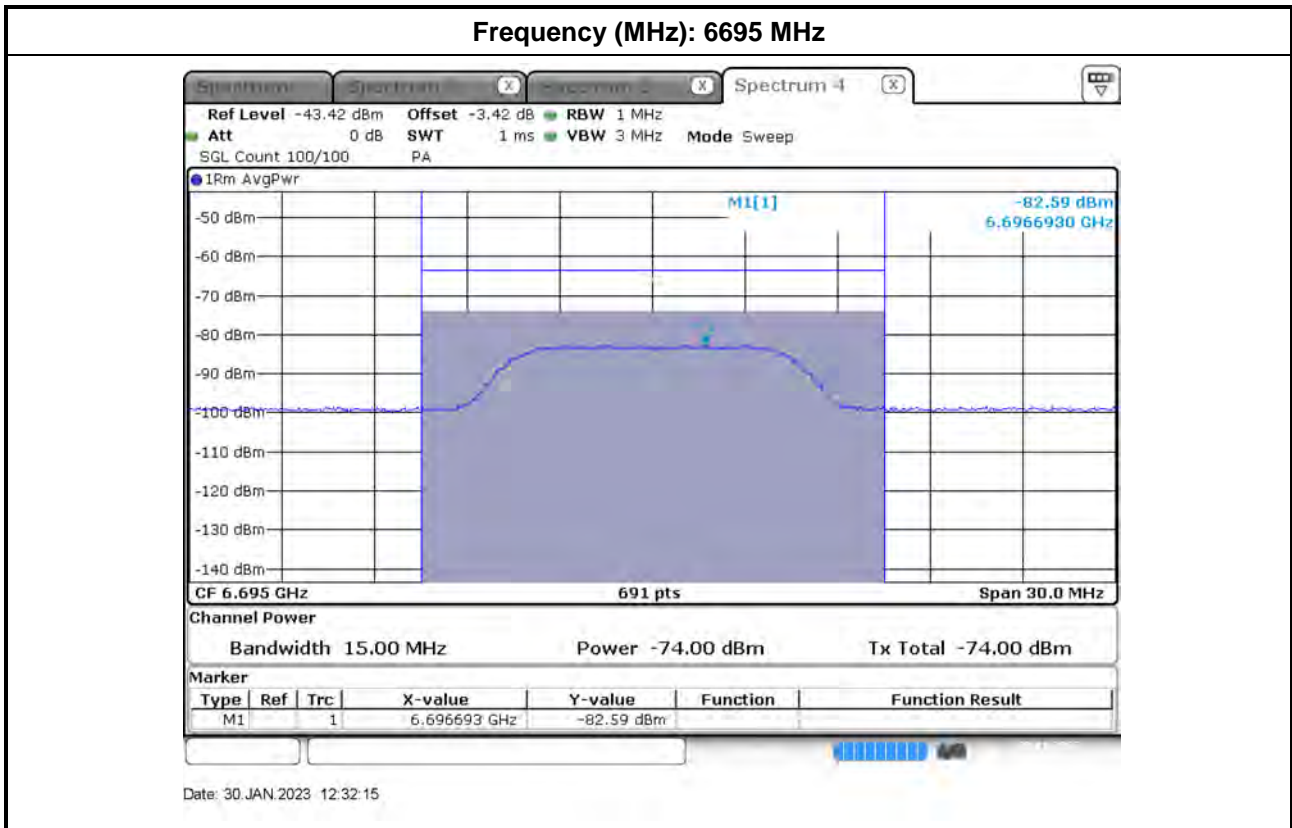 Frequency (MHz): 6695 MHz
Spectrum 4
Ref Level -43.42 dBm Offset -3.42 dB RBW 1 MHz
Att 0 dB SWT 1 ms VBW 3 MHz Mode Sweep
SGL Count 100/100 PA
1Rm AvgPwr
M1[1] -82.59 dBm
6.6966930 GHz
-50 dBm
-60 dBm
-70 dBm
-80 dBm
-90 dBm
-100 dBm
-110 dBm
-120 dBm
-130 dBm
-140 dBm
CF 6.695 GHz 691 pts Span 30.0 MHz
Channel Power
Bandwidth 15.00 MHz Power -74.00 dBm Tx Total -74.00 dBm
Marker
Type Ref Trc X-value Y-value Function Function Result
M1 1 6.696693 GHz -82.59 dBm
Date: 30.JAN.2023 12:32:15